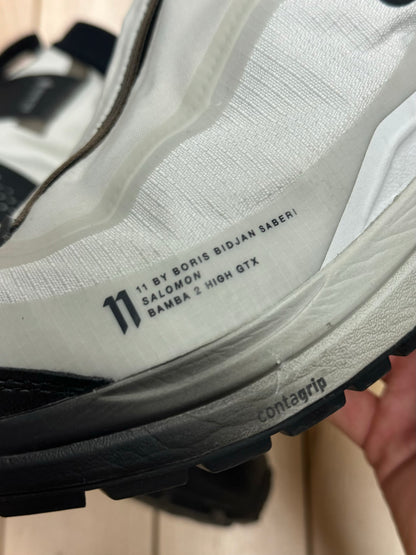 11
11 BY BORIS BIDJAN SABERI
SALOMON
BAMBA 2 HIGH GTX
contagrip